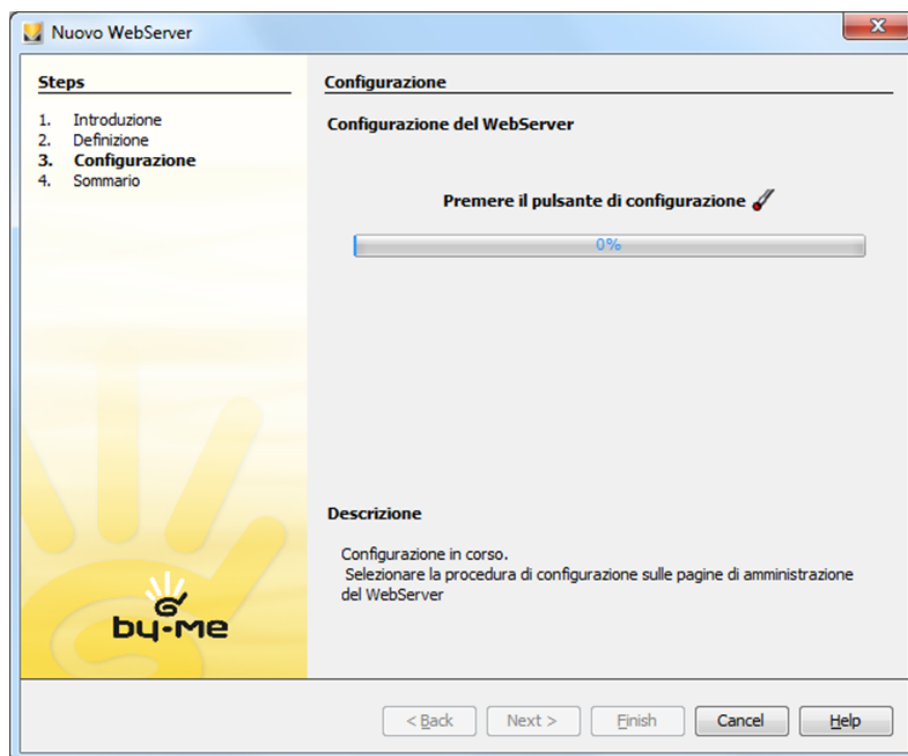 Nuovo WebServer
Steps
1. Introduzione
2. Definizione
3. Configurazione
4. Sommario
by-me
Configurazione
Configurazione del WebServer
Premere il pulsante di configurazione
0%
Descrizione
Configurazione in corso.
Selezionare la procedura di configurazione sulle pagine di amministrazione
del WebServer
< Back Next > Finish Cancel Help